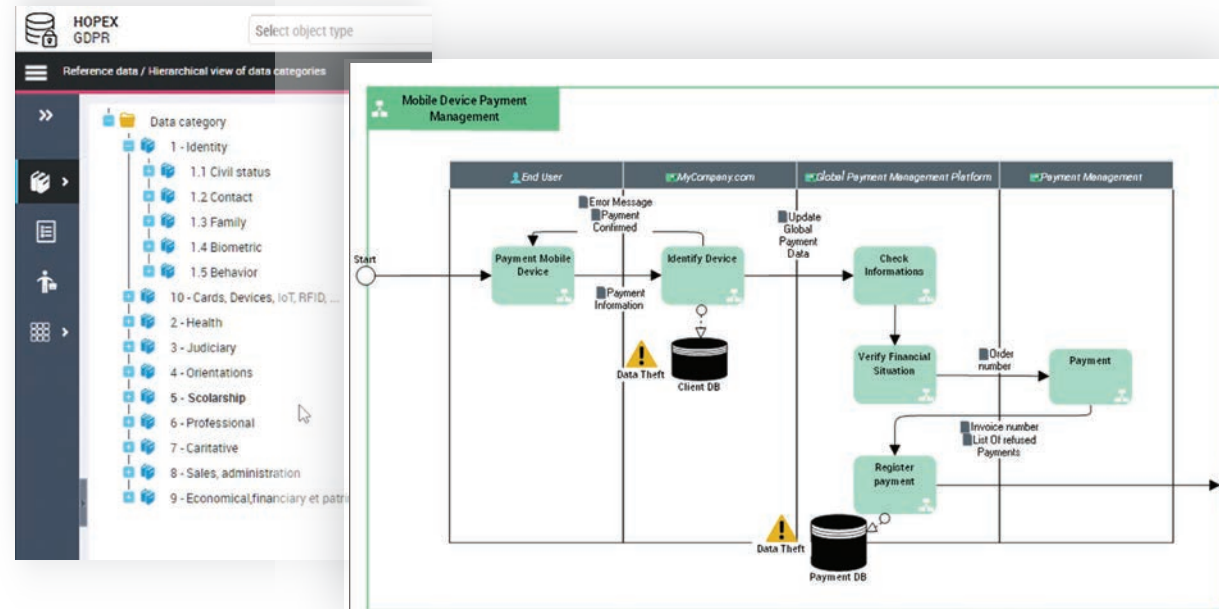 HOPEX
GDPR
Select object type
Reference data / Hierarchical view of data categories
Data category
1 - Identity
1.1 Civil status
1.2 Contact
1.3 Family
1.4 Biometric
1.5 Behavior
10 - Cards, Devices, IoT, RFID, ...
2 - Health
3 - Judiciary
4 - Orientations
5 - Scolarship
6 - Professional
7 - Caritative
8 - Sales, administration
9 - Economical,financiary et patri
Mobile Device Payment
Management
End User
MyCompany.com
Global Payment Management Platform
Payment Management
Error Message
Payment
Confirmed
Update
Global
Payment
Data
Start
Payment Mobile
Device
Identify Device
Check
Informations
Payment
Information
Data Theft
Client DB
Verify Financial
Situation
Order
number
Payment
Invoice number
List Of refused
Payments
Register
payment
Data Theft
Payment DB